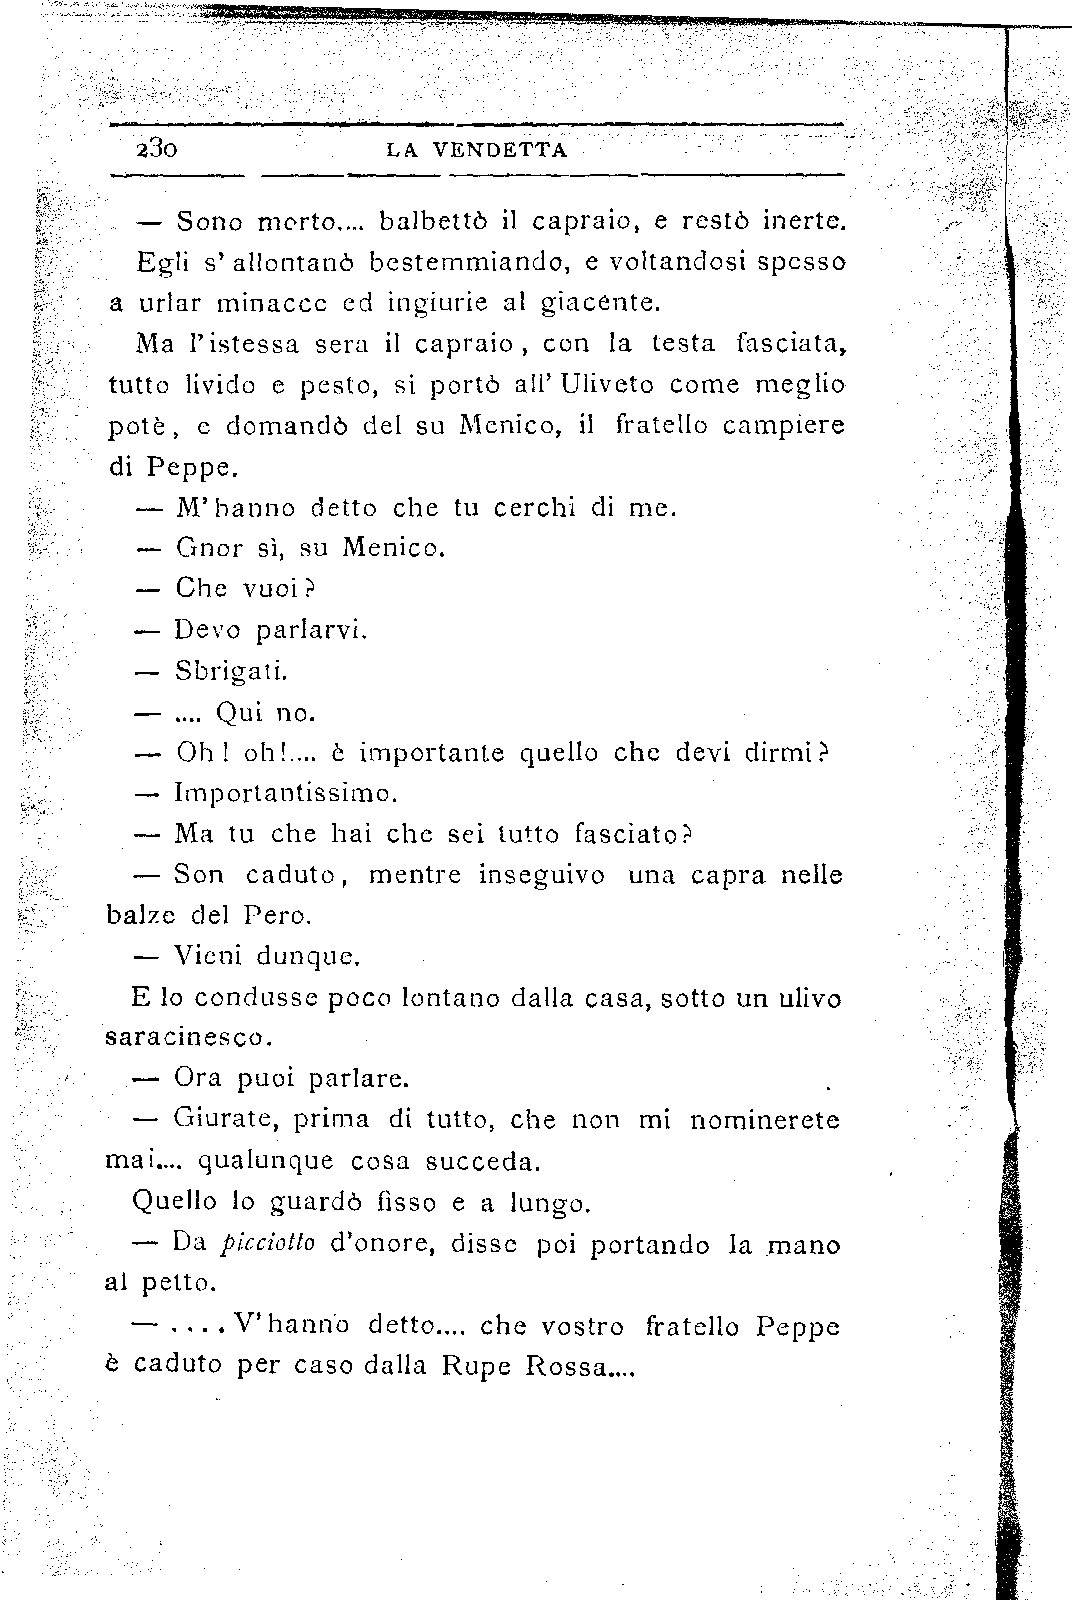 230 LA VENDETTA
— Sono morto.... balbettò il capraio, e restò inerte.
Egli s' allontanò bestemmiando, e voltandosi spesso
a urlar minacce ed ingiurie al giacente.
Ma l'istessa sera il capraio, con la testa fasciata,
tutto livido e pesto, si portò all' Uliveto come meglio
potè, e domandò del su Menico, il fratello campiere
di Peppe.
— M' hanno detto che tu cerchi di me.
— Gnor sì, su Menico.
— Che vuoi?
— Devo parlarvi.
— Sbrigati.
— .... Qui no.
— Oh! oh!.... è importante quello che devi dirmi?
— Importantissimo.
— Ma tu che hai che sei tutto fasciato?
— Son caduto, mentre inseguivo una capra nelle
balze del Pero.
— Vieni dunque.
E lo condusse poco lontano dalla casa, sotto un ulivo
saracinesco.
— Ora puoi parlare.
— Giurate, prima di tutto, che non mi nominerete
mai.... qualunque cosa succeda.
Quello lo guardò fisso e a lungo.
— Da picciotto d'onore, disse poi portando la mano
al petto.
— .... V' hanno detto.... che vostro fratello Peppe
è caduto per caso dalla Rupe Rossa....